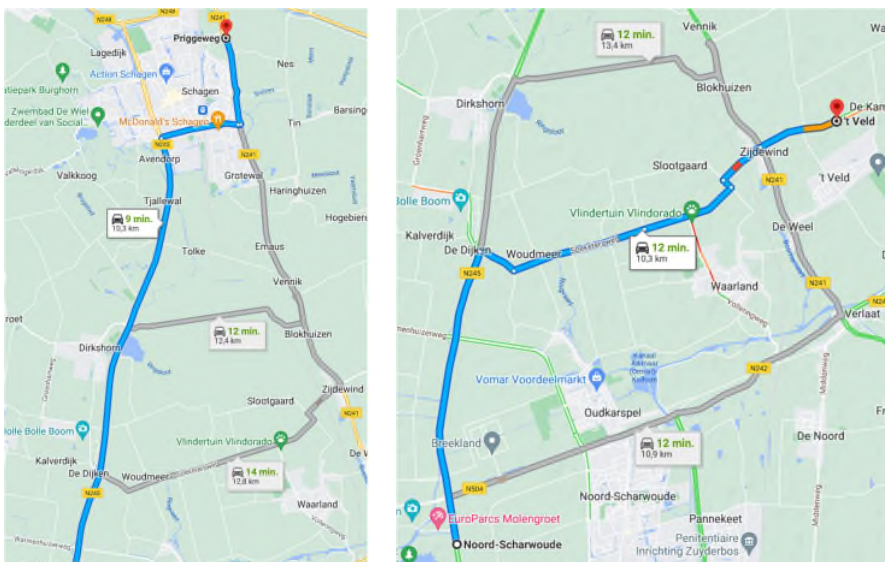 N248
N248
N241
Priggeweg
Lagedijk
Nes
Action Schagen
Schagen
Zwembad De Wiel
McDonald's Schagen
Tin
Barsing
N245
Avendorp
Grotewal
N241
Valkkoog
Haringhuizen
Tjallewal
Hogebiere
9 min.
10,3 km
Tolke
Emaus
Vennik
12 min.
12,4 km
Blokhuizen
Dirkshorn
Zijdewind
Slootgaard
N241
olle Bolle Boom
Vlindertuin Vlindorado
Kalverdijk
14 min.
12,8 km
De Dijken
Woudmeer
N245
Waarland
12 min.
13,4 km
Vennik
Dirkshorn
Blokhuizen
De Kam
't Veld
Zijdewind
Slootgaard
N241
't Veld
Bolle Boom
Vlindertuin Vlindorado
Kalverdijk
De Weel
De Dijken
Woudmeer
12 min.
10,3 km
N245
Waarland
N241
Verlaat
N242
Vomar Voordeelmarkt
Oudkarspel
Breekland
12 min.
10,9 km
De Noord
N504
Noord-Scharwoude
EuroParcs Molengroet
Pannekeet
Noord-Scharwoude
Penitentiaire
Inrichting Zuyderbos